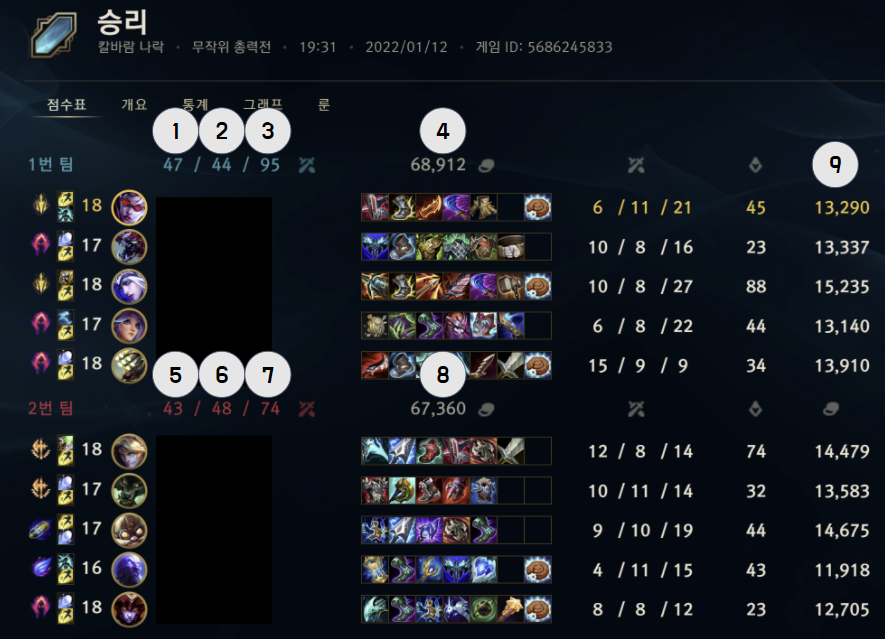 승리
칼바람 나락 • 무작위 총력전 • 19:31 • 2022/01/12 • 게임 ID: 5686245833
점수표 개요 통계 그래프 룬
1 2 3 4 9
1번 팀 47 / 44 / 95 68,912
18 6 / 11 / 21 45 13,290
17 10 / 8 / 16 23 13,337
18 10 / 8 / 27 88 15,235
17 6 / 8 / 22 44 13,140
18 15 / 9 / 9 34 13,910
5 6 7 8
2번 팀 43 / 48 / 74 67,360
18 12 / 8 / 14 74 14,479
17 10 / 11 / 14 32 13,583
17 9 / 10 / 19 44 14,675
16 4 / 11 / 15 43 11,918
18 8 / 8 / 12 23 12,705